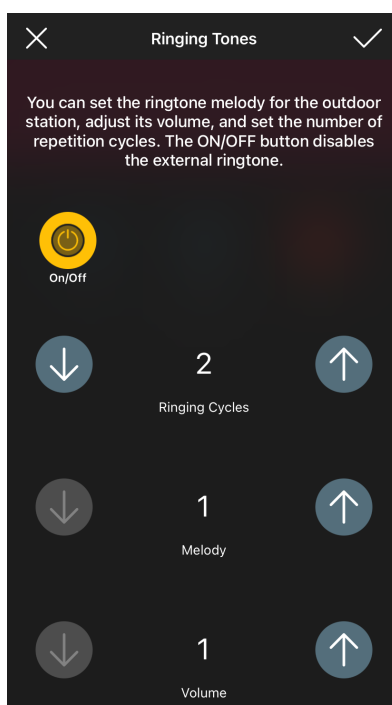 Ringing Tones
You can set the ringtone melody for the outdoor
station, adjust its volume, and set the number of
repetition cycles. The ON/OFF button disables
the external ringtone.
On/Off
2
Ringing Cycles
1
Melody
1
Volume